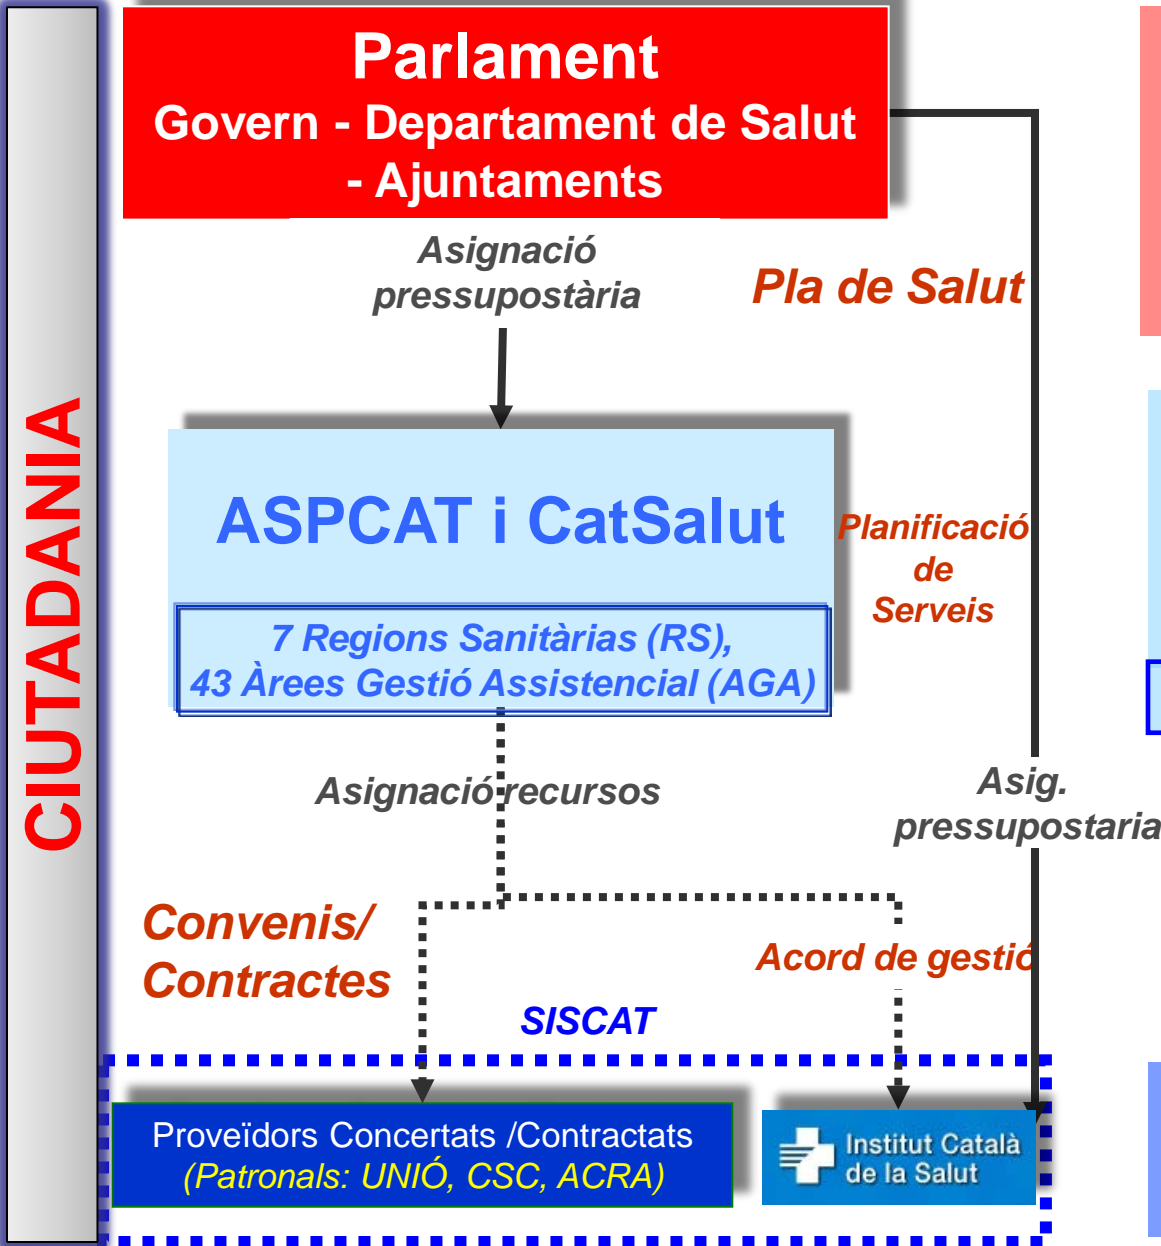 CIUTADANIA
Parlament
Govern - Departament de Salut
- Ajuntaments
Asignació
pressupostària
Pla de Salut
ASPCAT i CatSalut
Planificació
de
Serveis
7 Regions Sanitàrias (RS),
43 Àrees Gestió Assistencial (AGA)
Asignació recursos
Asig.
pressupostaria
Convenis/
Contractes
Acord de gestió
SISCAT
Proveïdors Concertats /Contractats
(Patronals: UNIÓ, CSC, ACRA)
Institut Català
de la Salut